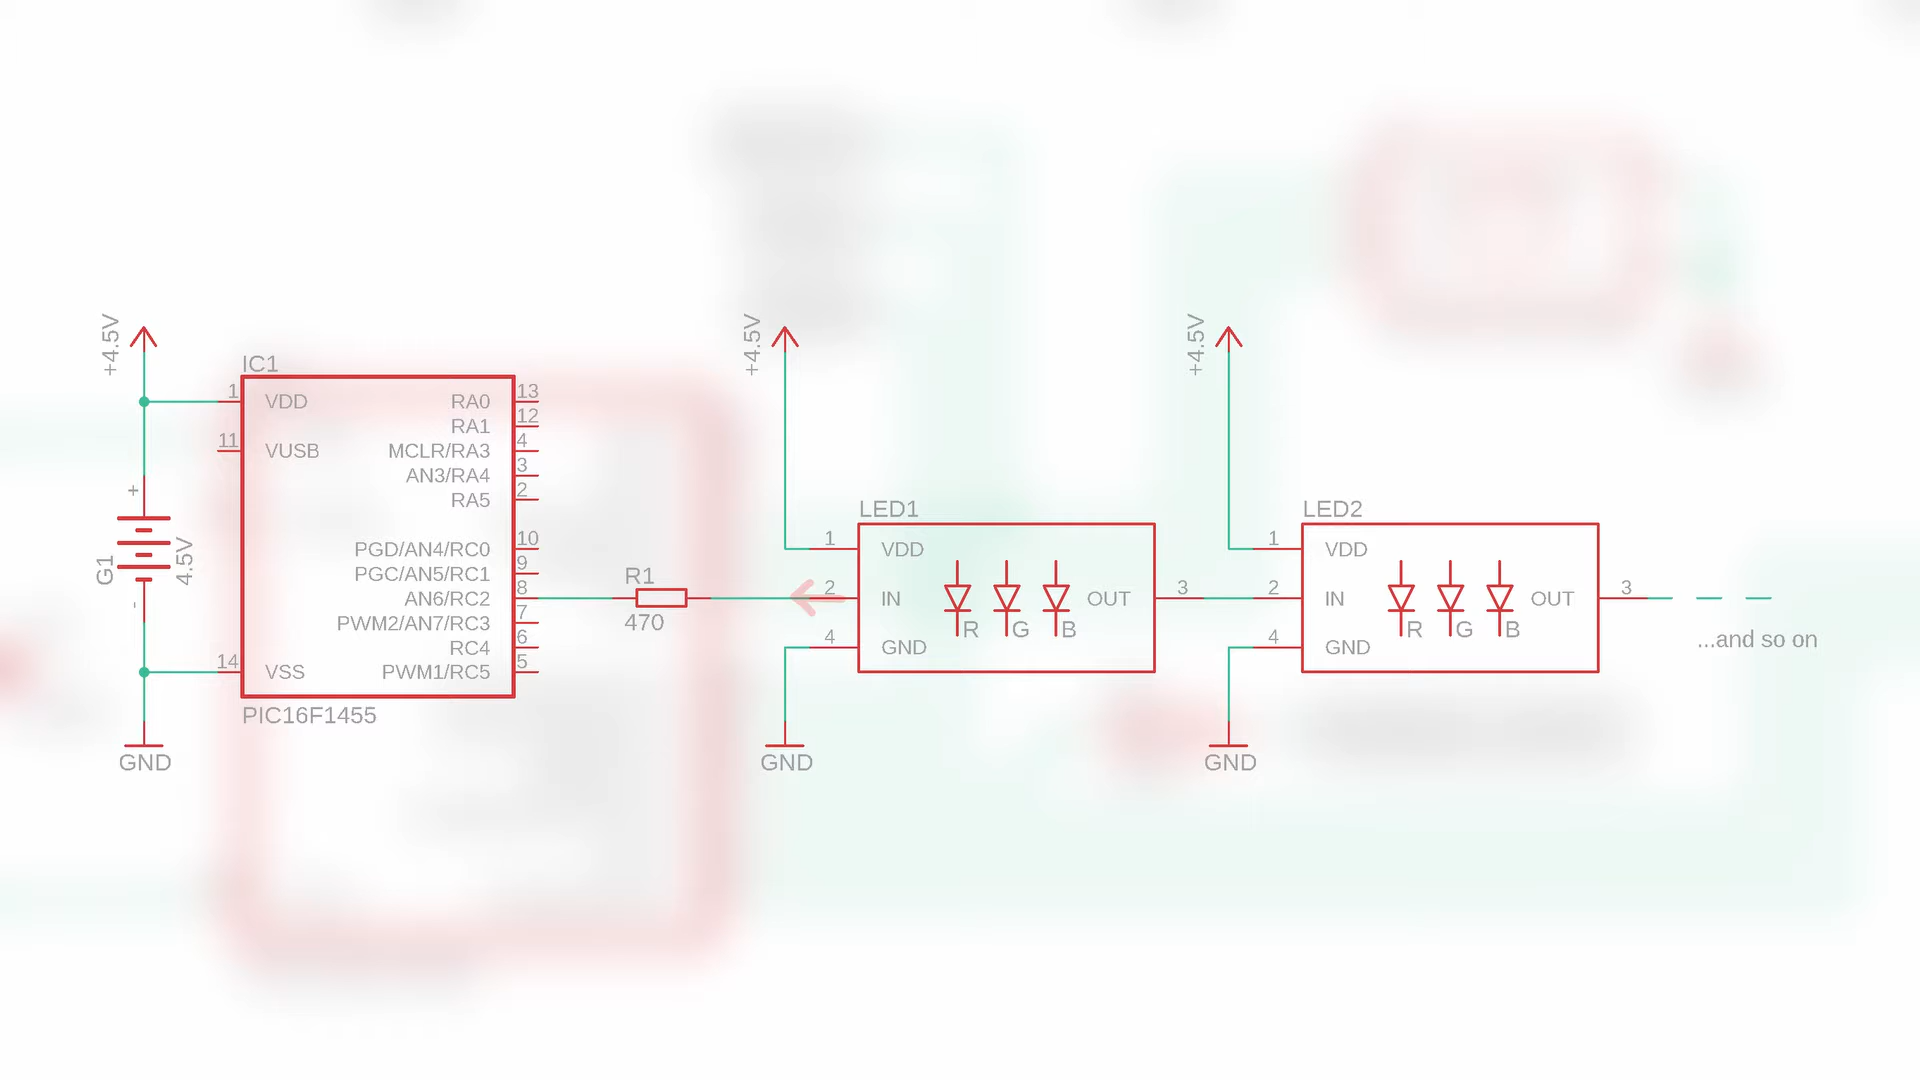 +4.5V
G1
+
-
4.5V
GND
IC1
1 VDD
11 VUSB
14 VSS
RA0 13
RA1 12
MCLR/RA3 4
AN3/RA4 3
RA5 2
PGD/AN4/RC0 10
PGC/AN5/RC1 9
AN6/RC2 8
PWM2/AN7/RC3 7
RC4 6
PWM1/RC5 5
PIC16F1455
R1
470
+4.5V
LED1
1 VDD
2 IN
4 GND
R G B
OUT 3
GND
+4.5V
LED2
1 VDD
2 IN
4 GND
R G B
OUT 3
GND
...and so on